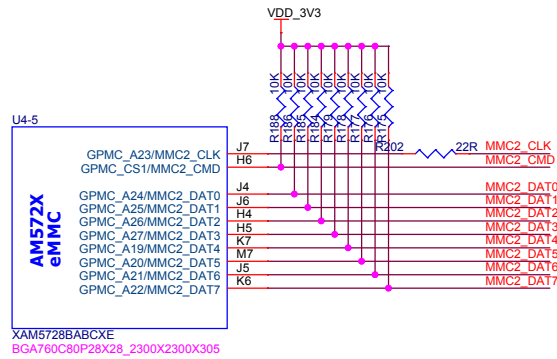 VDD_3V3
10K
10K
10K
10K
10K
10K
10K
10K
10K
R188
R186
R185
R184
R179
R178
R177
R176
R175
U4-5
AM572X
eMMC
GPMC_A23/MMC2_CLK J7 R202 22R MMC2_CLK
GPMC_CS1/MMC2_CMD H6 MMC2_CMD
GPMC_A24/MMC2_DAT0 J4 MMC2_DAT0
GPMC_A25/MMC2_DAT1 J6 MMC2_DAT1
GPMC_A26/MMC2_DAT2 H4 MMC2_DAT2
GPMC_A27/MMC2_DAT3 H5 MMC2_DAT3
GPMC_A19/MMC2_DAT4 K7 MMC2_DAT4
GPMC_A20/MMC2_DAT5 M7 MMC2_DAT5
GPMC_A21/MMC2_DAT6 J5 MMC2_DAT6
GPMC_A22/MMC2_DAT7 K6 MMC2_DAT7
XAM5728BABCXE
BGA760C80P28X28_2300X2300X305